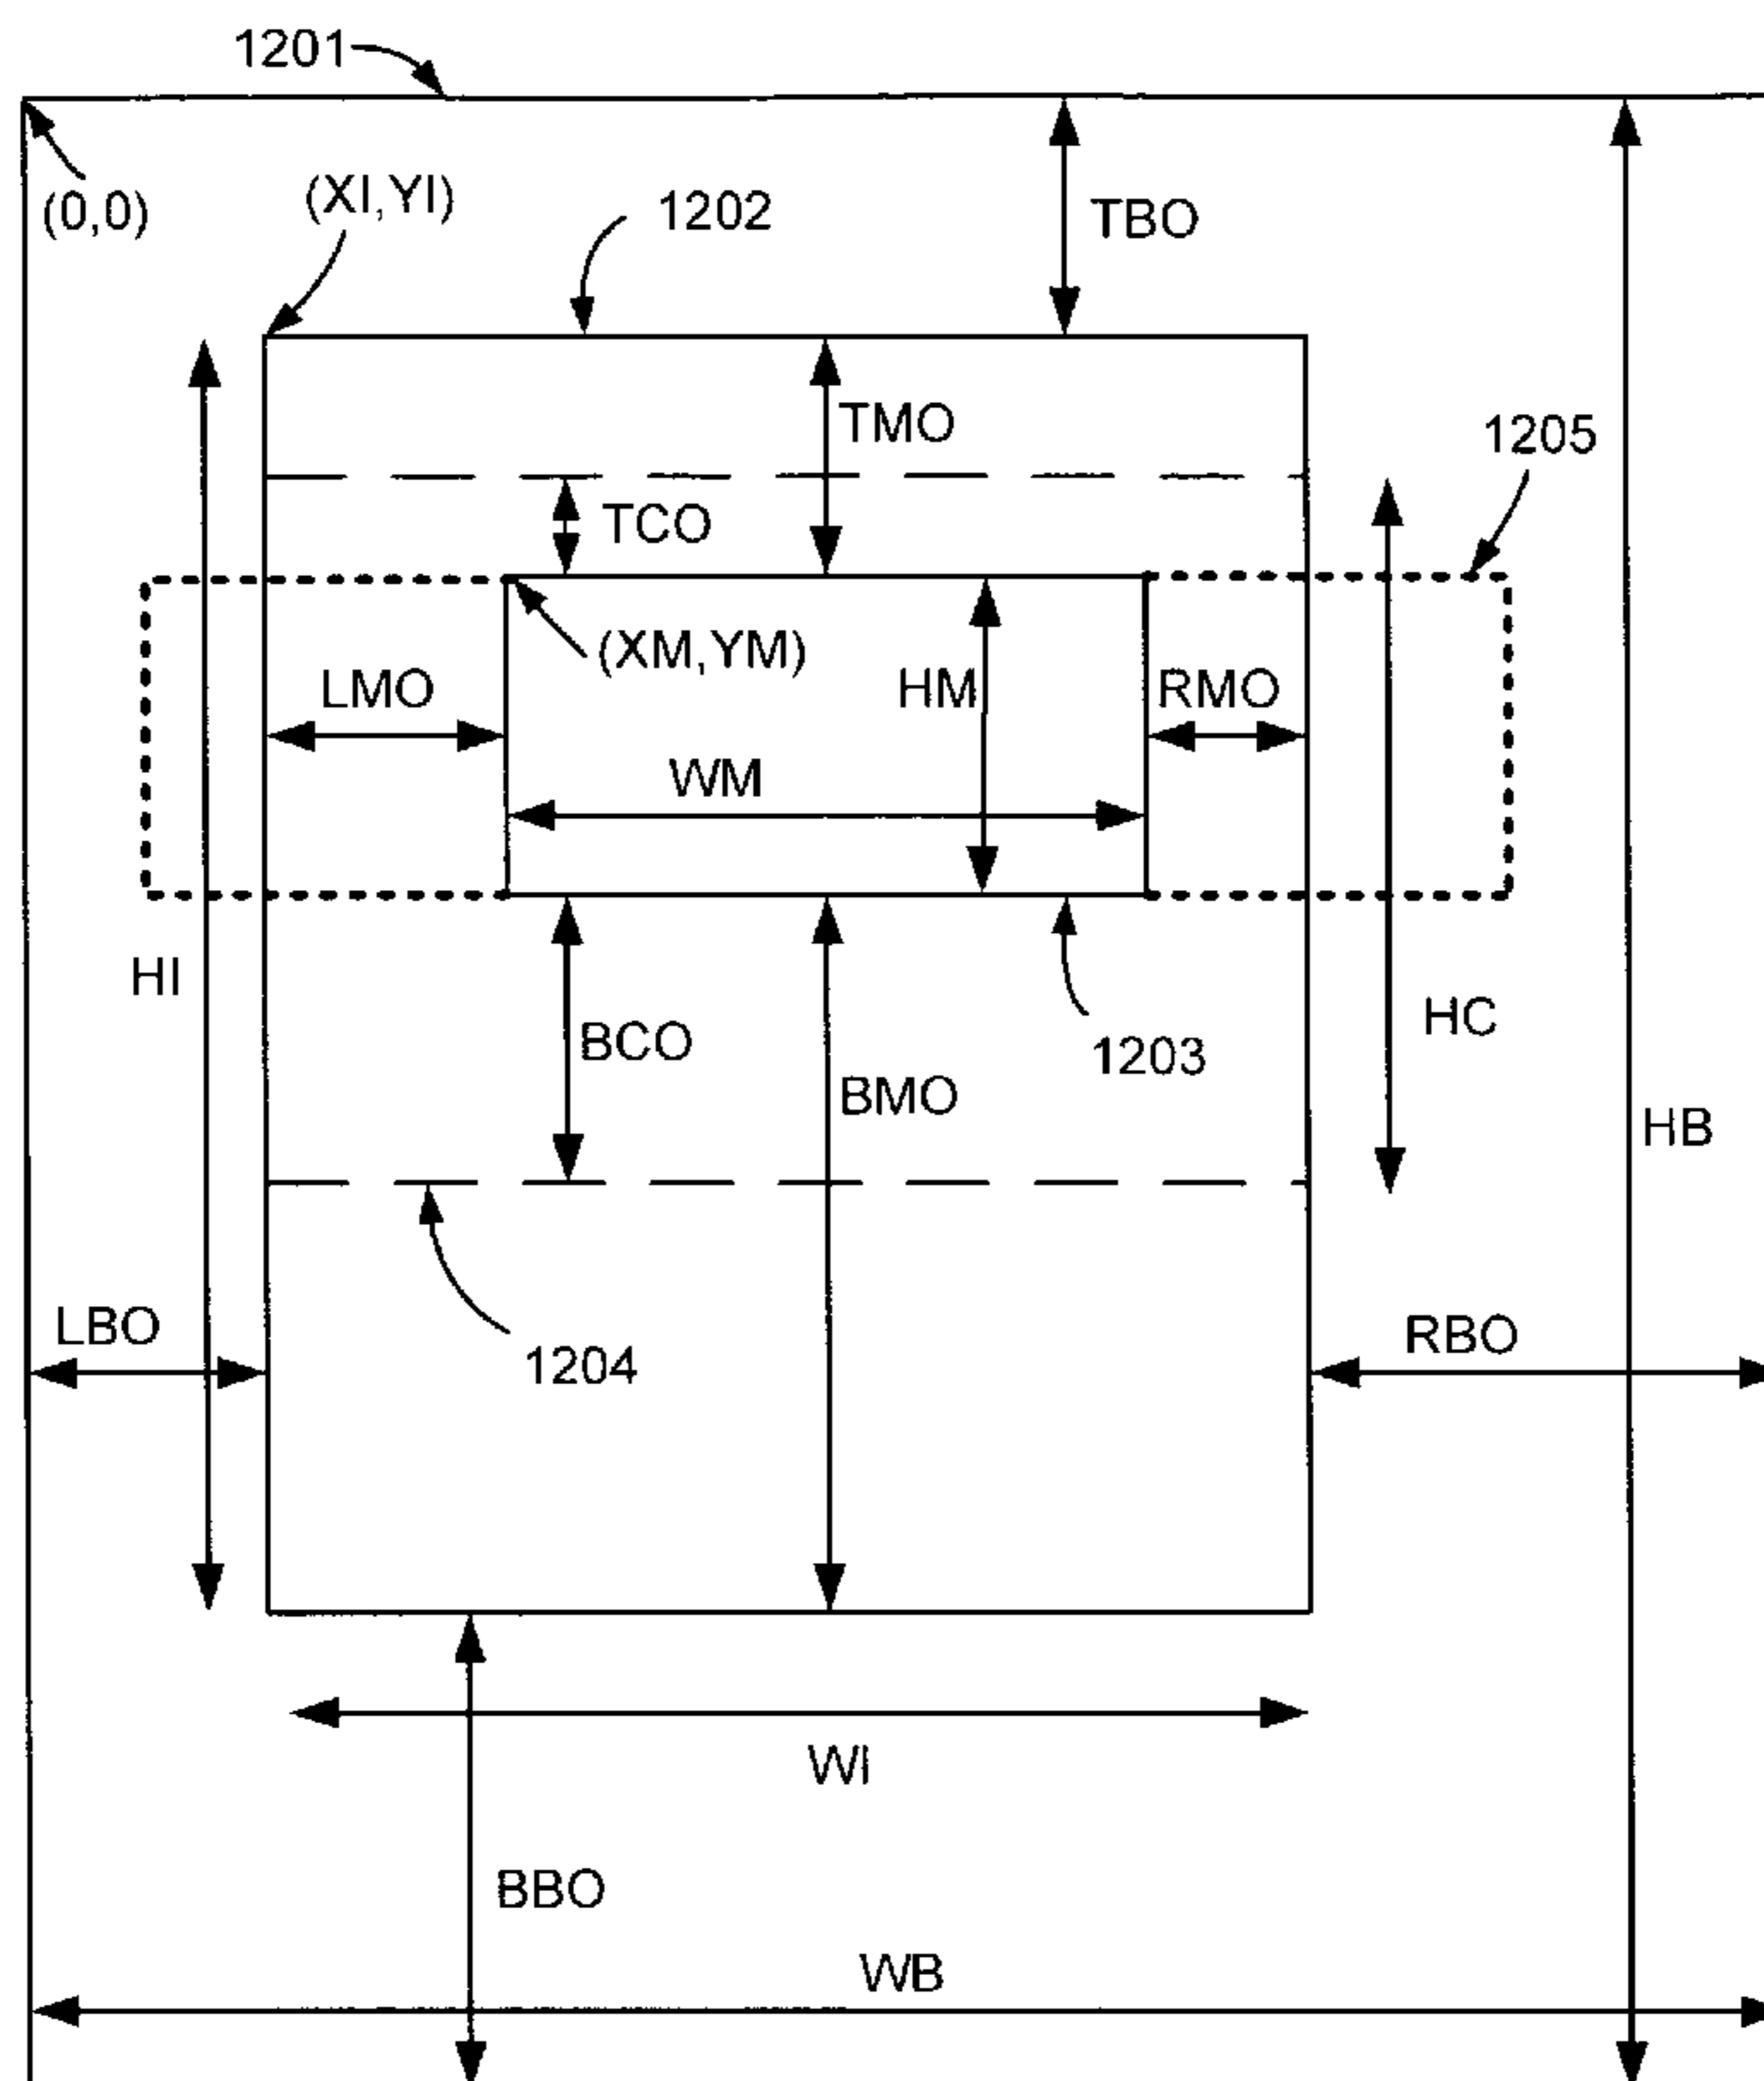 1201
(0,0)
(XI,YI)
1202
TBO
TMO
1205
TCO
(XM,YM)
LMO
HM
RMO
WM
HI
BCO
HC
1203
BMO
HB
LBO
RBO
1204
WI
BBO
WB